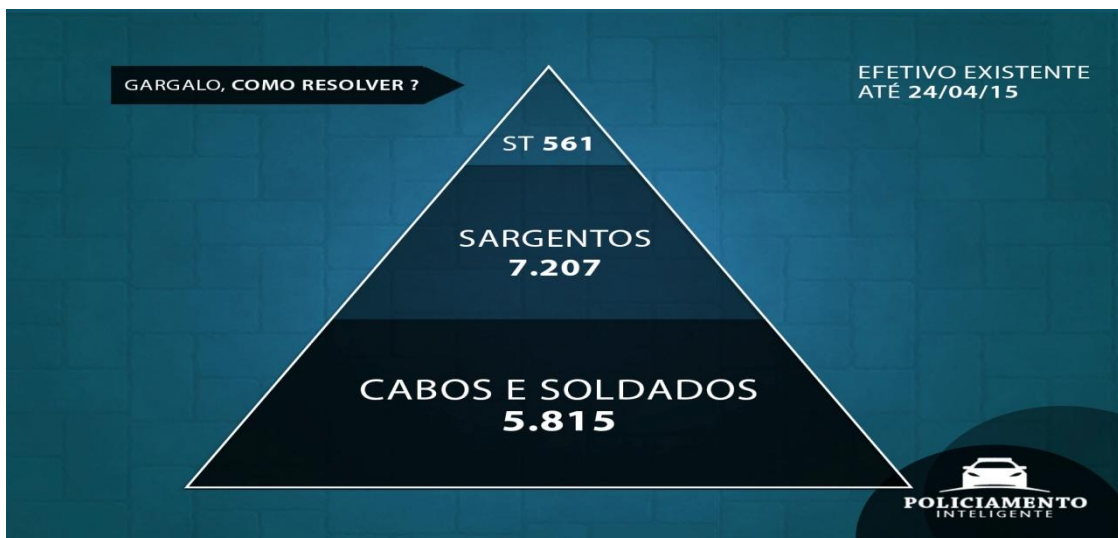 GARGALO, COMO RESOLVER ?
EFETIVO EXISTENTE
ATÉ 24/04/15
ST 561
SARGENTOS
7.207
CABOS E SOLDADOS
5.815
POLICIAMENTO
INTELIGENTE